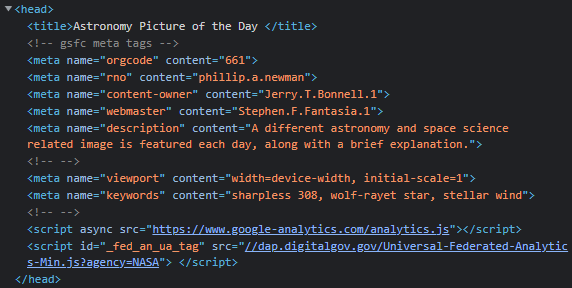 ▼<head>
<title>Astronomy Picture of the Day </title>
<!-- gsfc meta tags -->
<meta name="orgcode" content="661">
<meta name="rno" content="phillip.a.newman">
<meta name="content-owner" content="Jerry.T.Bonnell.1">
<meta name="webmaster" content="Stephen.F.Fantasia.1">
<meta name="description" content="A different astronomy and space science
related image is featured each day, along with a brief explanation.">
<!-- -->
<meta name="viewport" content="width=device-width, initial-scale=1">
<meta name="keywords" content="sharpless 308, wolf-rayet star, stellar wind">
<!-- -->
<script async src="https://www.google-analytics.com/analytics.js"></script>
<script id="_fed_an_ua_tag" src="//dap.digitalgov.gov/Universal-Federated-Analytic
s-Min.js?agency=NASA"> </script>
</head>